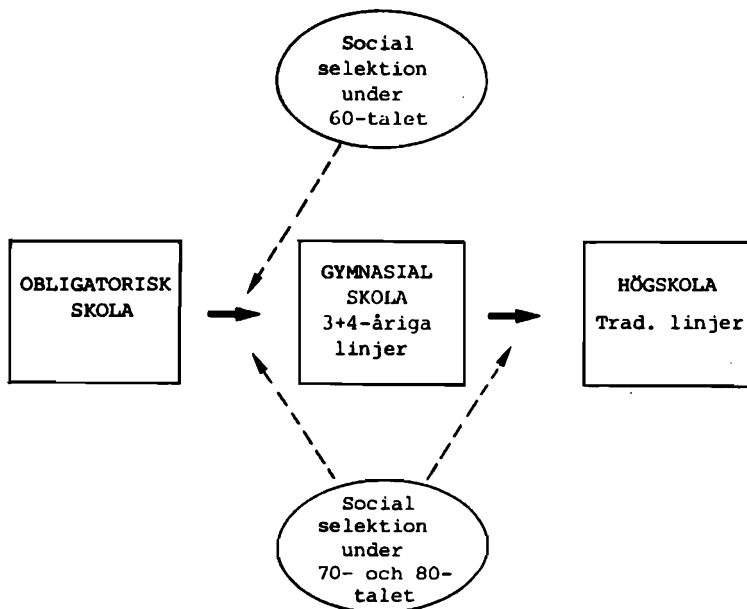 Social
selektion
under
60-talet
OBLIGATORISK
SKOLA
GYMNASIAL
SKOLA
3+4-åriga
linjer
HÖGSKOLA
Trad. linjer
Social
selektion
under
70- och 80-
talet